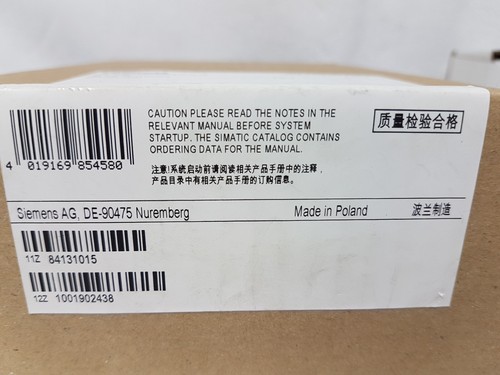 CAUTION PLEASE READ THE NOTES IN THE
RELEVANT MANUAL BEFORE SYSTEM
STARTUP. THE SIMATIC CATALOG CONTAINS
ORDERING DATA FOR THE MANUAL.
质量检验合格
4 019169 854580
注意!系统启动前请阅读相关产品手册中的注释,
产品目录中有相关产品手册的订购信息。
Siemens AG, DE-90475 Nuremberg Made in Poland 波兰制造
11Z 84131015
12Z 1001902438